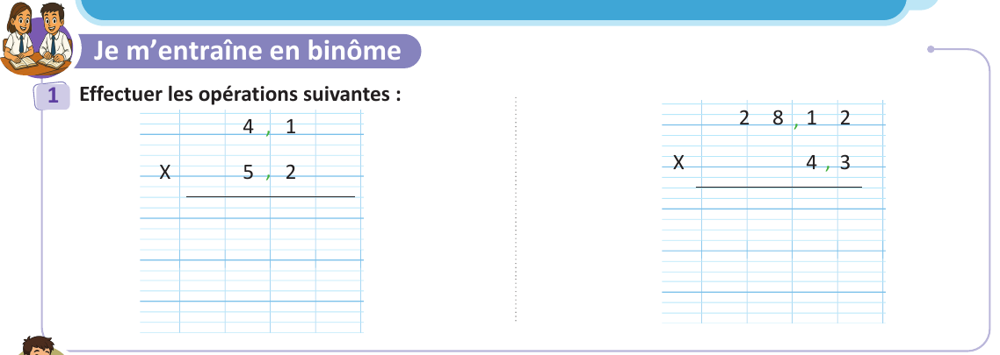 Je m'entraîne en binôme
1 Effectuer les opérations suivantes :
4 , 1
X 5 , 2
2 8 , 1 2
X 4 , 3